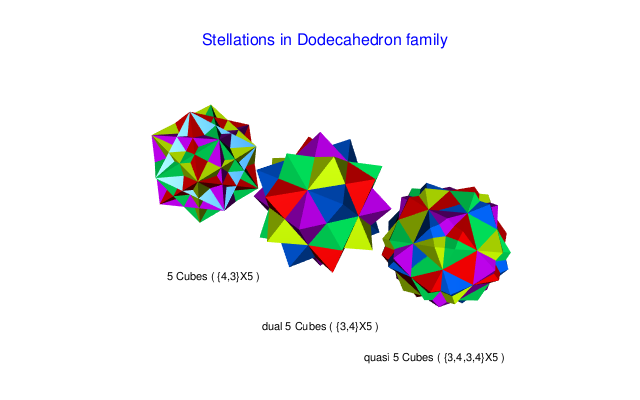 Stellations in Dodecahedron family
5 Cubes ( {4,3}X5 )
dual 5 Cubes ( {3,4}X5 )
quasi 5 Cubes ( {3,4,3,4}X5 )